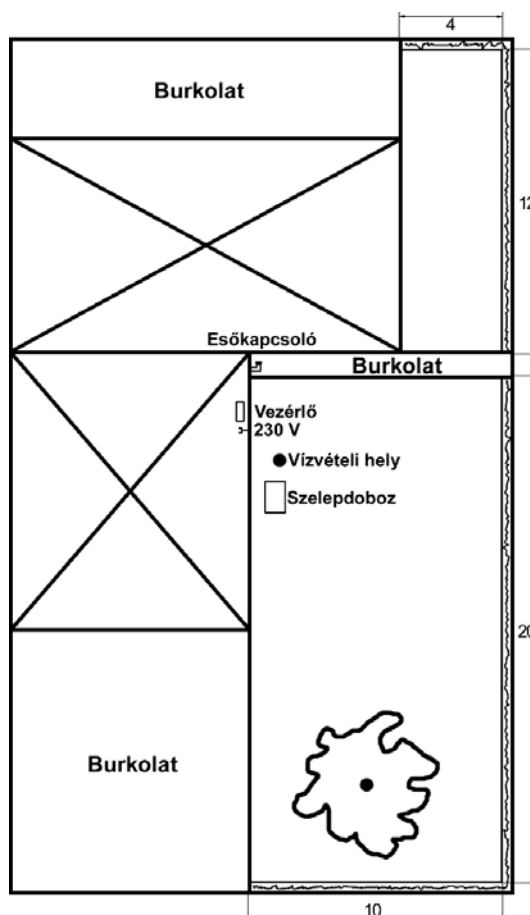 4
Burkolat
12
Esőkapcsoló
Burkolat
Vezérlő
230 V
Vízvételi hely
Szelepdoboz
20
Burkolat
10